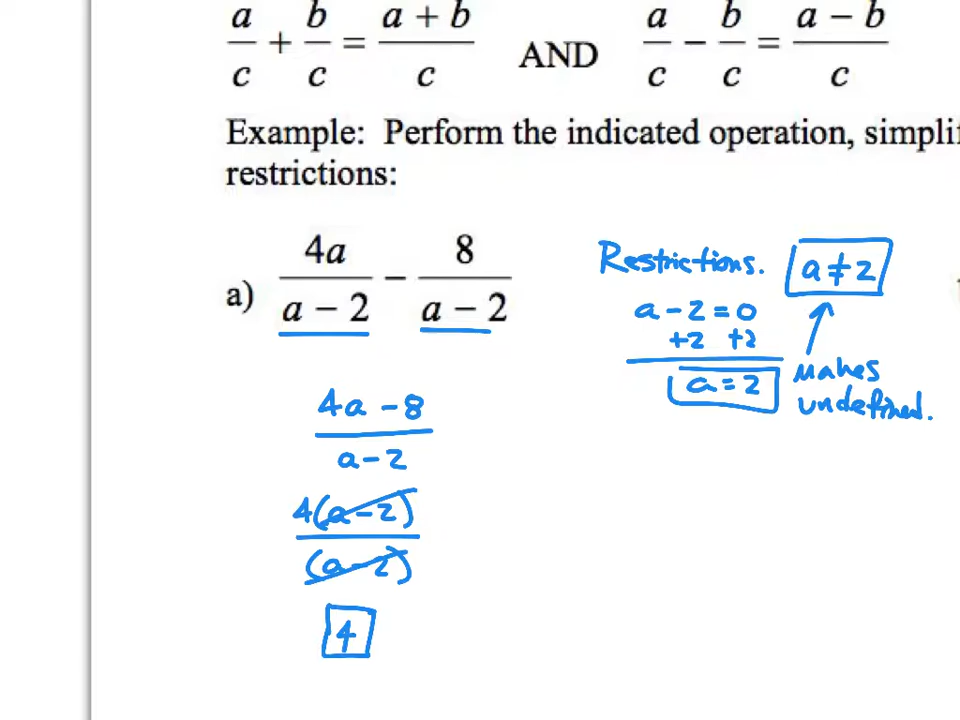 a/c + b/c = (a + b)/c AND a/c − b/c = (a − b)/c
Example: Perform the indicated operation, simplif
restrictions:
a) 4a/(a − 2) − 8/(a − 2)
Restrictions. a ≠ 2
a - 2 = 0
+2 +2
a = 2
makes
undefined.
(4a - 8)/(a - 2)
4(a - 2)/(a - 2)
4